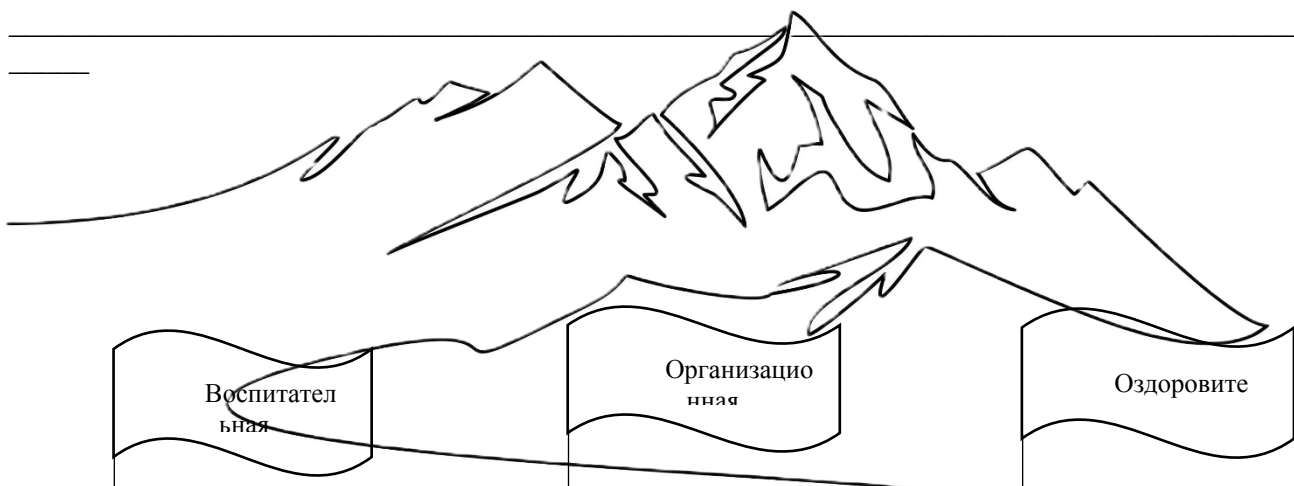 Воспитател
ьная
Организацио
нная
Оздоровите